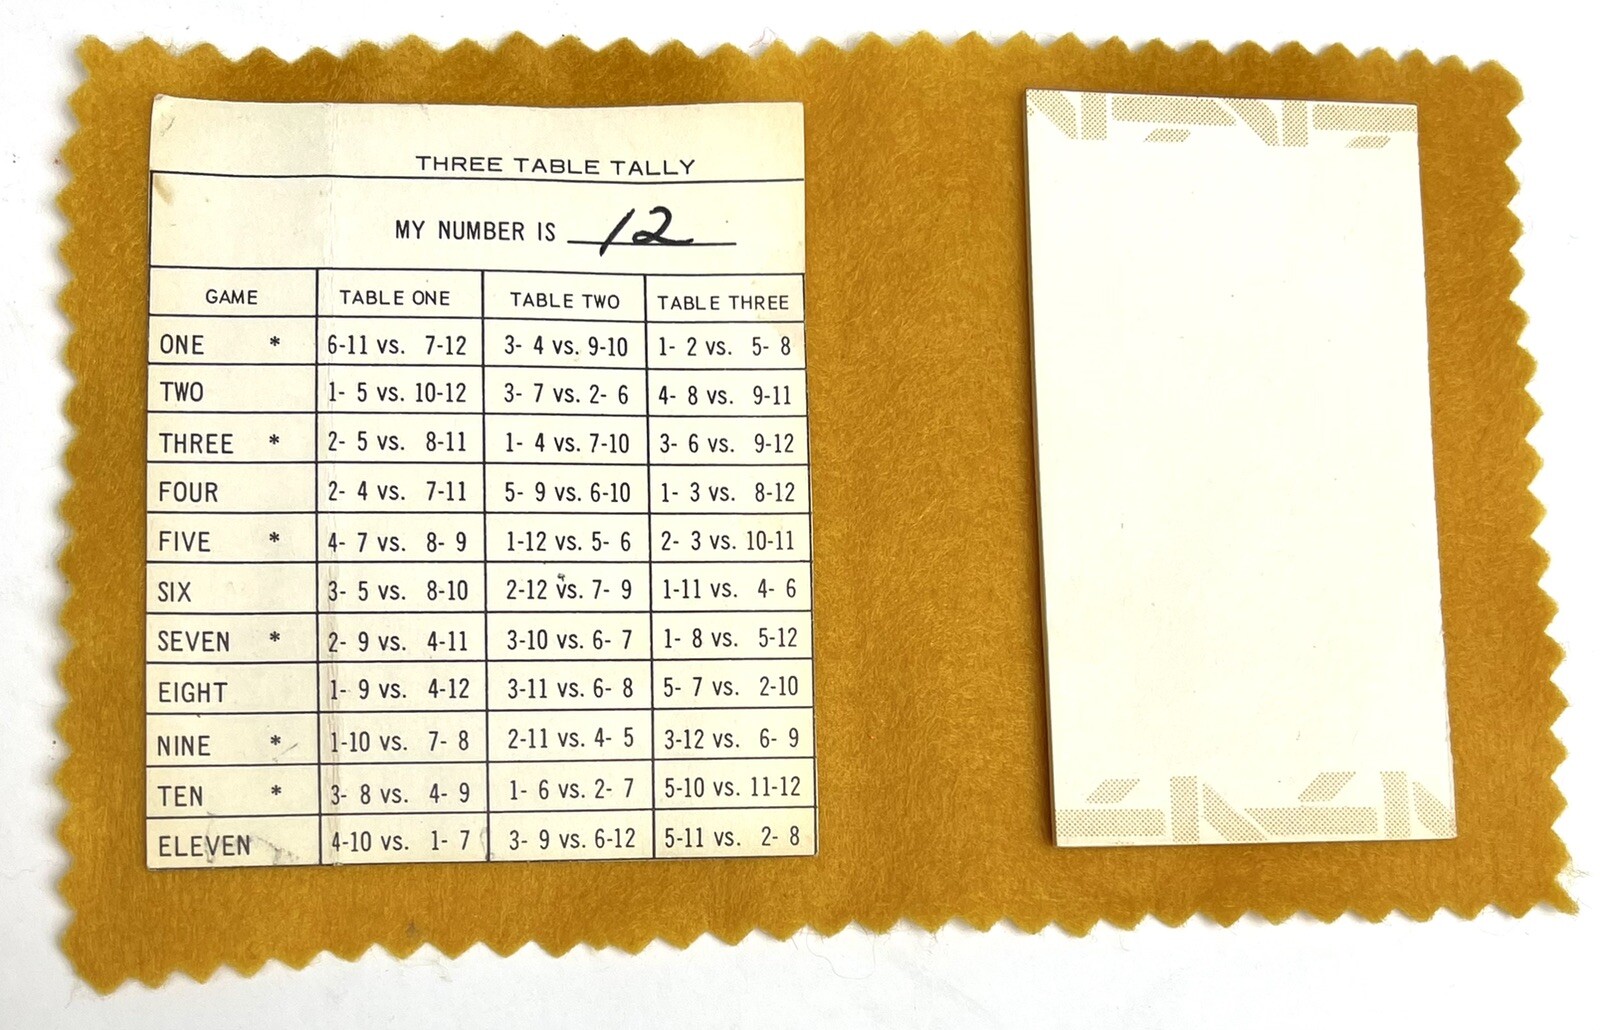 THREE TABLE TALLY
MY NUMBER IS 12
GAME TABLE ONE TABLE TWO TABLE THREE
ONE * 6-11 vs. 7-12 3- 4 vs. 9-10 1- 2 vs. 5- 8
TWO 1- 5 vs. 10-12 3- 7 vs. 2- 6 4- 8 vs. 9-11
THREE * 2- 5 vs. 8-11 1- 4 vs. 7-10 3- 6 vs. 9-12
FOUR 2- 4 vs. 7-11 5- 9 vs. 6-10 1- 3 vs. 8-12
FIVE * 4- 7 vs. 8- 9 1-12 vs. 5- 6 2- 3 vs. 10-11
SIX 3- 5 vs. 8-10 2-12 vs. 7- 9 1-11 vs. 4- 6
SEVEN * 2- 9 vs. 4-11 3-10 vs. 6- 7 1- 8 vs. 5-12
EIGHT 1- 9 vs. 4-12 3-11 vs. 6- 8 5- 7 vs. 2-10
NINE * 1-10 vs. 7- 8 2-11 vs. 4- 5 3-12 vs. 6- 9
TEN * 3- 8 vs. 4- 9 1- 6 vs. 2- 7 5-10 vs. 11-12
ELEVEN 4-10 vs. 1- 7 3- 9 vs. 6-12 5-11 vs. 2- 8